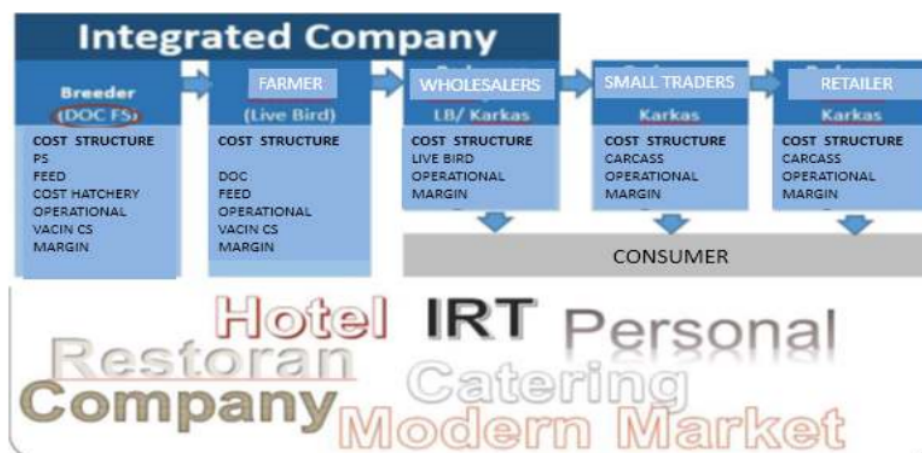 Integrated Company
Breeder
(DOC FS)
COST STRUCTURE
PS
FEED
COST HATCHERY
OPERATIONAL
VACIN CS
MARGIN
FARMER
(Live Bird)
COST STRUCTURE
DOC
FEED
OPERATIONAL
VACIN CS
MARGIN
WHOLESALERS
LB/ Karkas
COST STRUCTURE
LIVE BIRD
OPERATIONAL
MARGIN
SMALL TRADERS
Karkas
COST STRUCTURE
CARCASS
OPERATIONAL
MARGIN
RETAILER
Karkas
COST STRUCTURE
CARCASS
OPERATIONAL
MARGIN
CONSUMER
Hotel IRT Personal
Restoran Catering
Company Modern Market